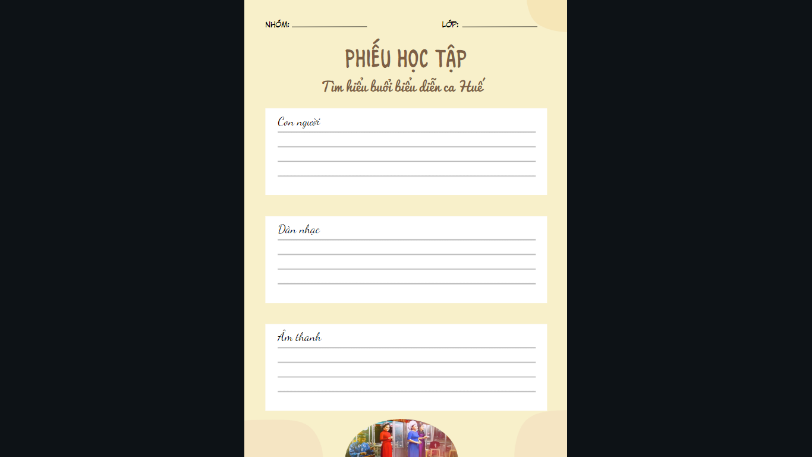 NHÓM: LỚP:
PHIẾU HỌC TẬP
Tìm hiểu buổi biểu diễn ca Huế
Con người
Dàn nhạc
Âm thanh